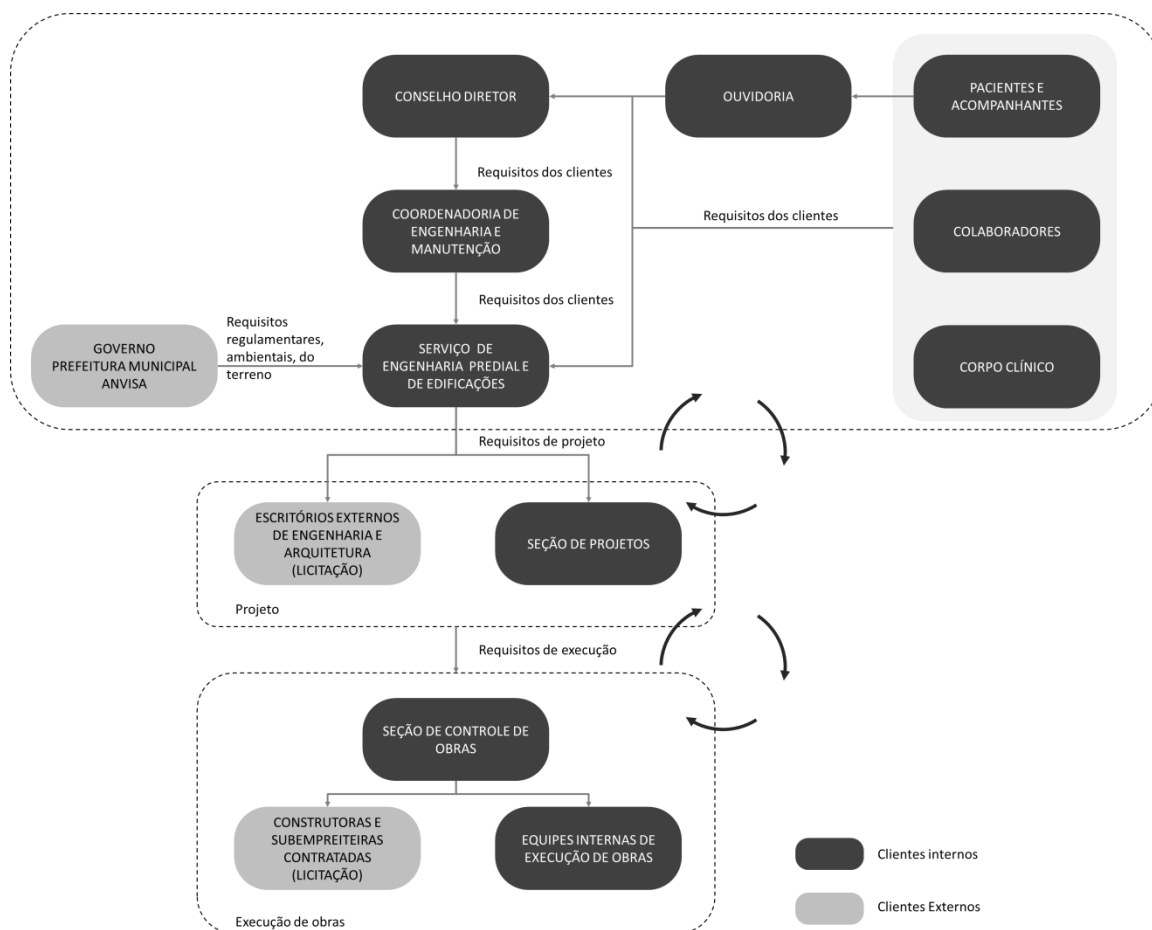 CONSELHO DIRETOR
OUVIDORIA
PACIENTES E
ACOMPANHANTES
Requisitos dos clientes
COORDENADORIA DE
ENGENHARIA E
MANUTENÇÃO
Requisitos dos clientes
COLABORADORES
Requisitos dos clientes
GOVERNO
PREFEITURA MUNICIPAL
ANVISA
Requisitos
regulamentares,
ambientais, do
terreno
SERVIÇO DE
ENGENHARIA PREDIAL E
DE EDIFICAÇÕES
CORPO CLÍNICO
Requisitos de projeto
ESCRITÓRIOS EXTERNOS
DE ENGENHARIA E
ARQUITETURA
(LICITAÇÃO)
SEÇÃO DE PROJETOS
Projeto
Requisitos de execução
SEÇÃO DE CONTROLE DE
OBRAS
CONSTRUTORAS E
SUBEMPREITEIRAS
CONTRATADAS
(LICITAÇÃO)
EQUIPES INTERNAS DE
EXECUÇÃO DE OBRAS
Execução de obras
Clientes internos
Clientes Externos